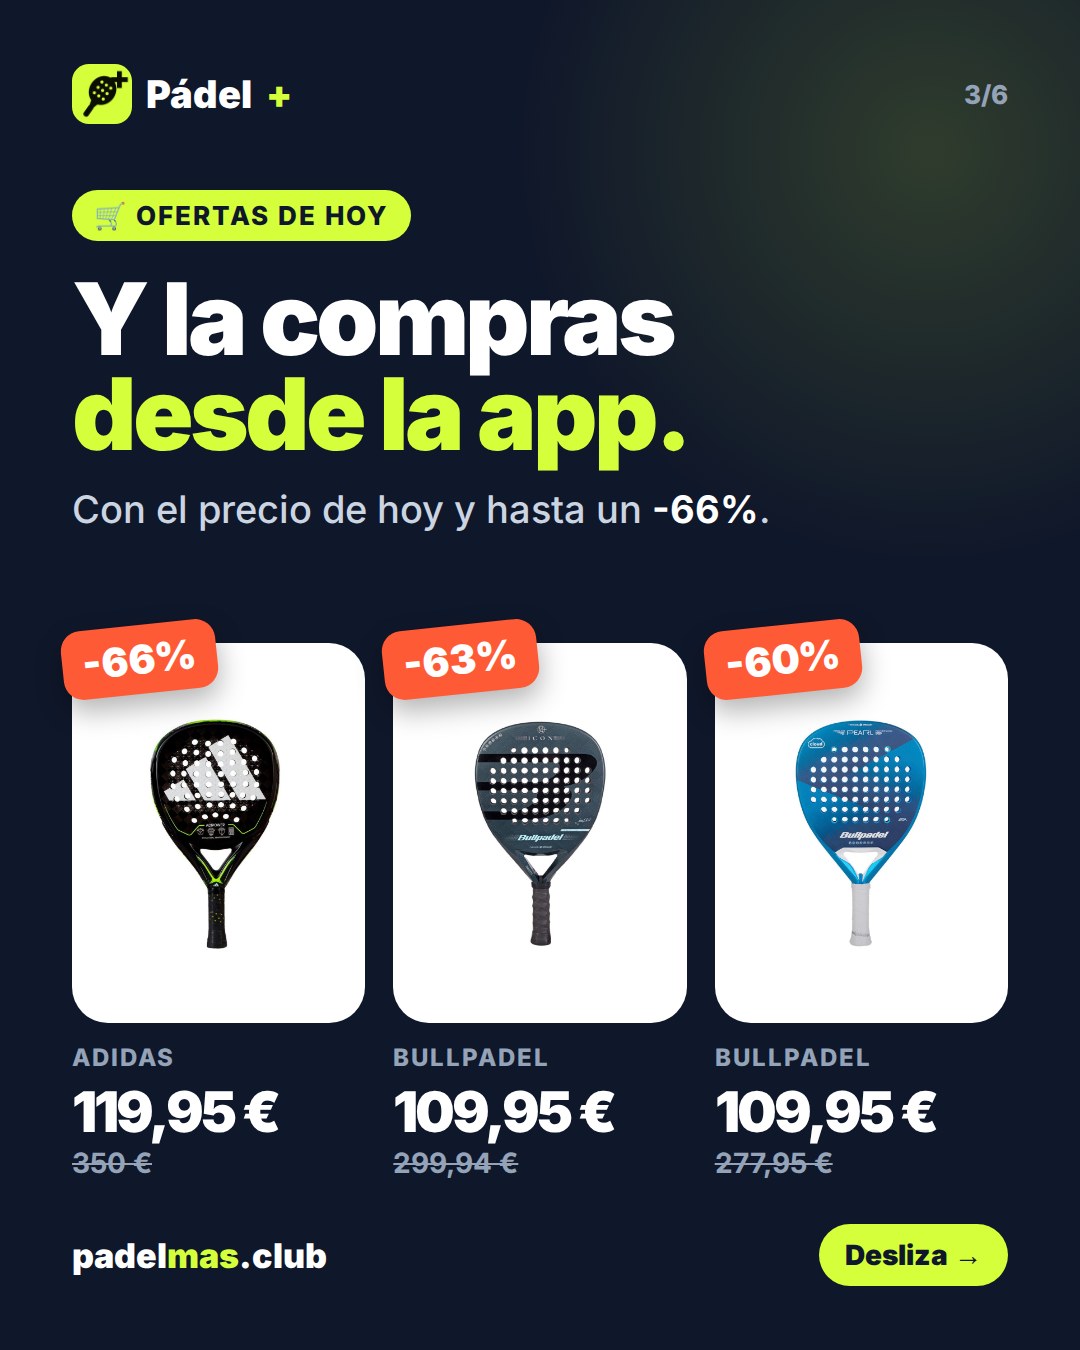 Pádel +
3/6
🛒 OFERTAS DE HOY
Y la compras
desde la app.
Con el precio de hoy y hasta un -66%.
-66%
-63%
-60%
ICON
Bullpadel
PEARL
cloud
Bullpadel
ADIDAS
BULLPADEL
BULLPADEL
119,95 €
109,95 €
109,95 €
350 €
299,94 €
277,95 €
padelmas.club
Desliza →